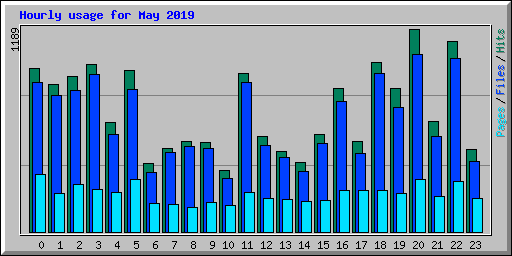 Hourly usage for May 2019
1189
Pages/Files/Hits
0 1 2 3 4 5 6 7 8 9 10 11 12 13 14 15 16 17 18 19 20 21 22 23